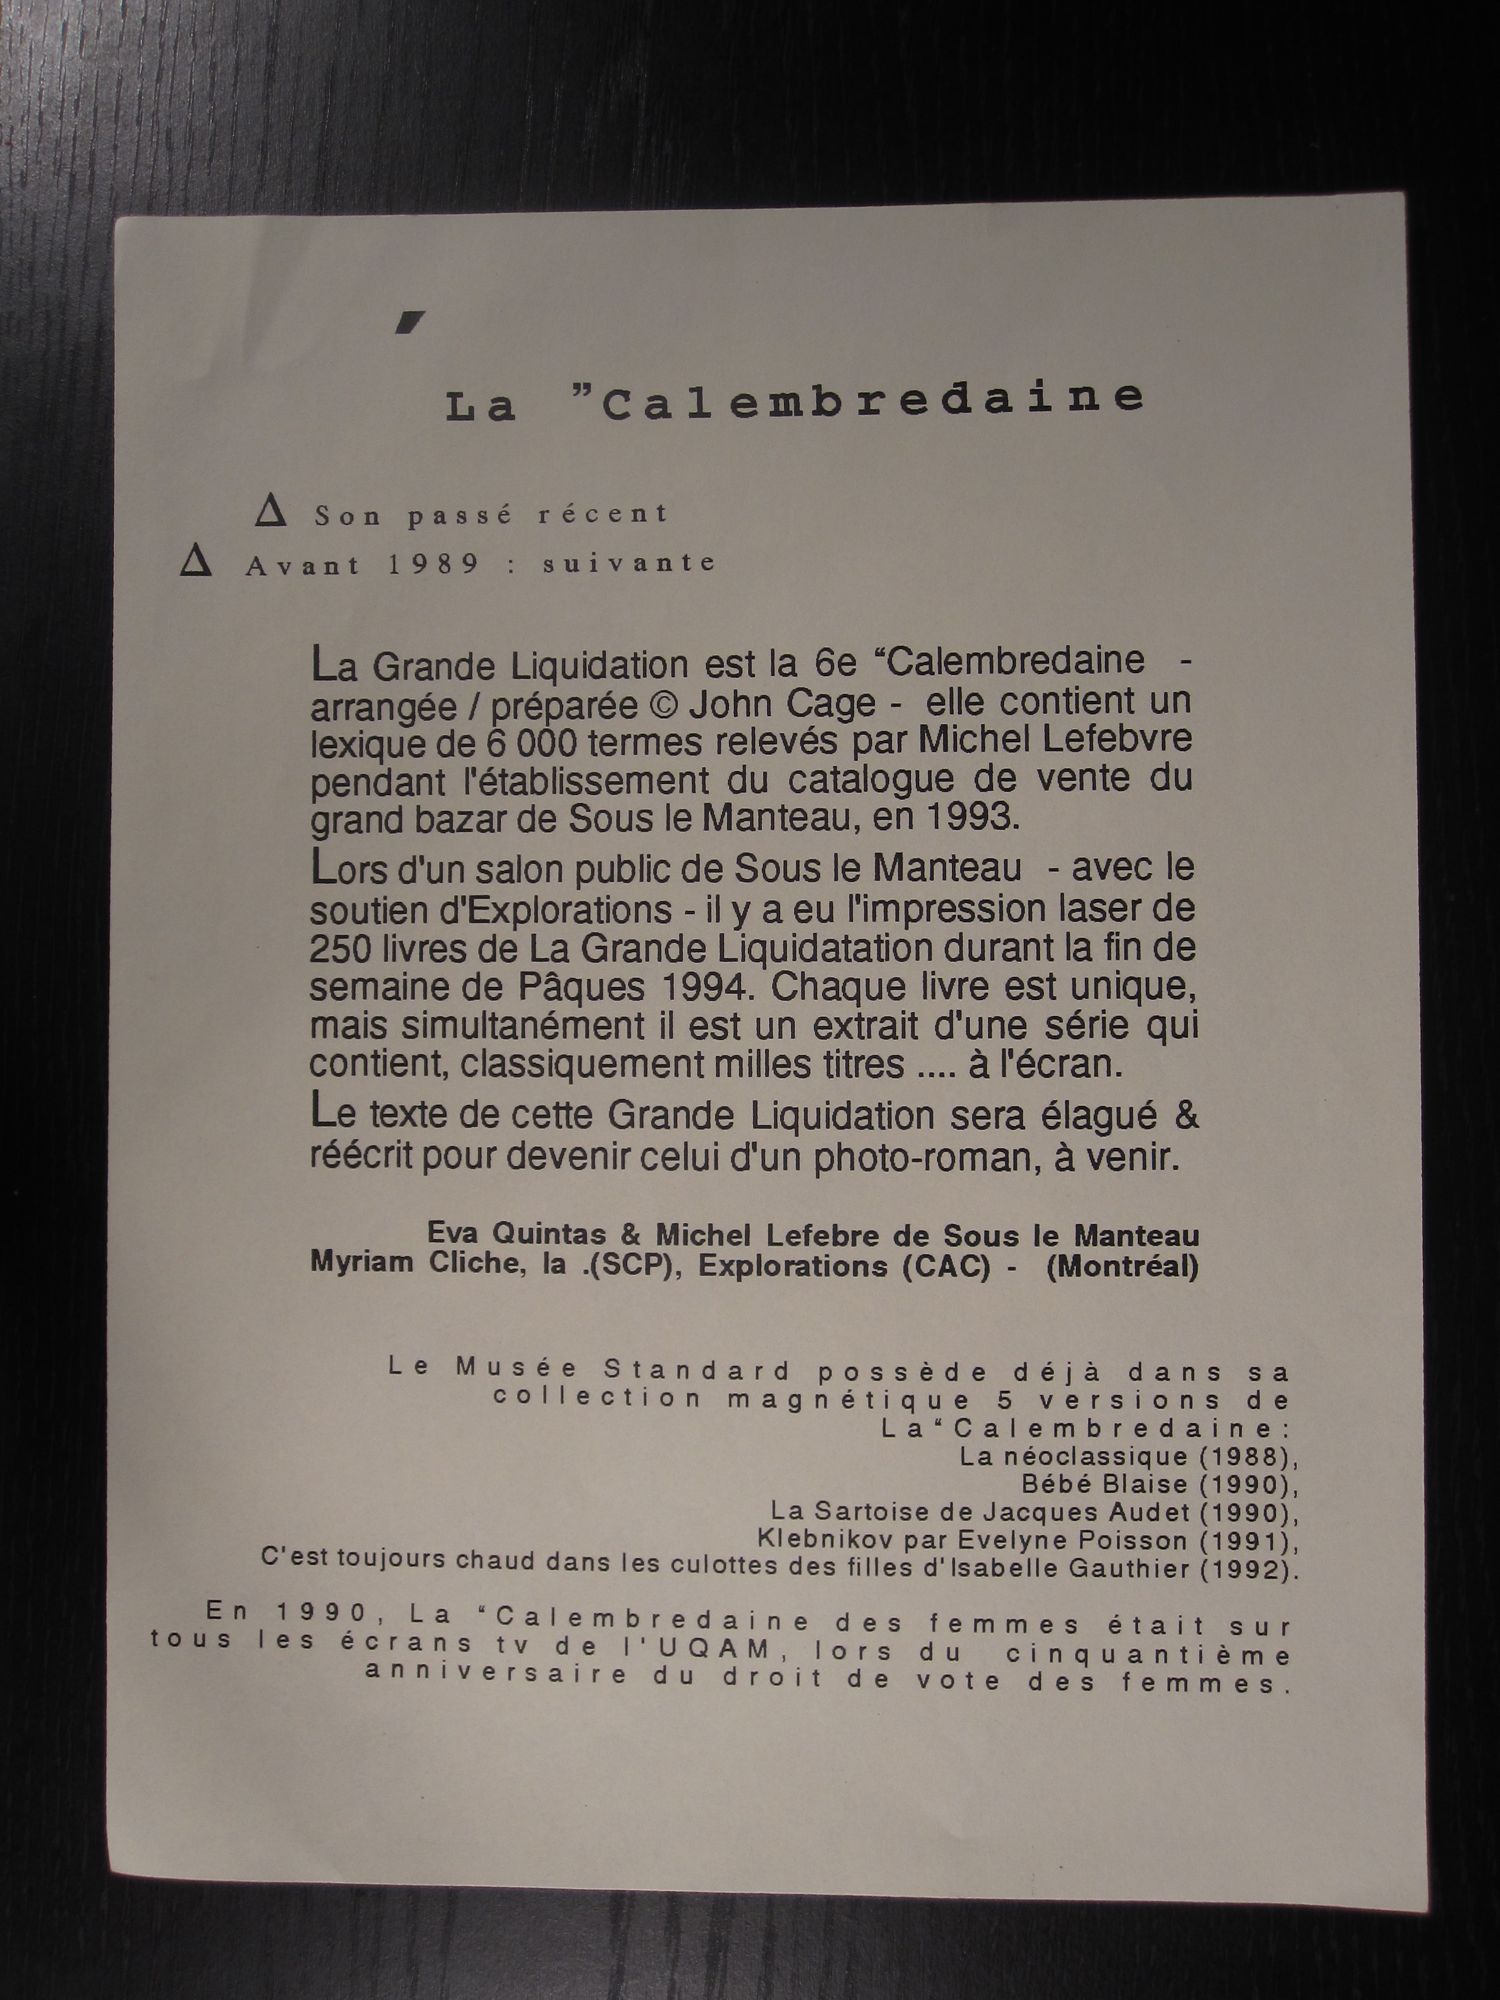 La ”Calembredaine
Δ Son passé récent
Δ Avant 1989 : suivante
La Grande Liquidation est la 6e “Calembredaine -
arrangée / préparée © John Cage - elle contient un
lexique de 6 000 termes relevés par Michel Lefebvre
pendant l'établissement du catalogue de vente du
grand bazar de Sous le Manteau, en 1993.
Lors d'un salon public de Sous le Manteau - avec le
soutien d'Explorations - il y a eu l'impression laser de
250 livres de La Grande Liquidatation durant la fin de
semaine de Pâques 1994. Chaque livre est unique,
mais simultanément il est un extrait d'une série qui
contient, classiquement milles titres .... à l'écran.
Le texte de cette Grande Liquidation sera élagué &
réécrit pour devenir celui d'un photo-roman, à venir.
Eva Quintas & Michel Lefebre de Sous le Manteau
Myriam Cliche, la .(SCP), Explorations (CAC) - (Montréal)
Le Musée Standard possède déjà dans sa
collection magnétique 5 versions de
La“Calembredaine:
La néoclassique (1988),
Bébé Blaise (1990),
La Sartoise de Jacques Audet (1990),
Klebnikov par Evelyne Poisson (1991),
C'est toujours chaud dans les culottes des filles d'Isabelle Gauthier (1992).
En 1990, La “Calembredaine des femmes était sur
tous les écrans tv de l'UQAM, lors du cinquantième
anniversaire du droit de vote des femmes.